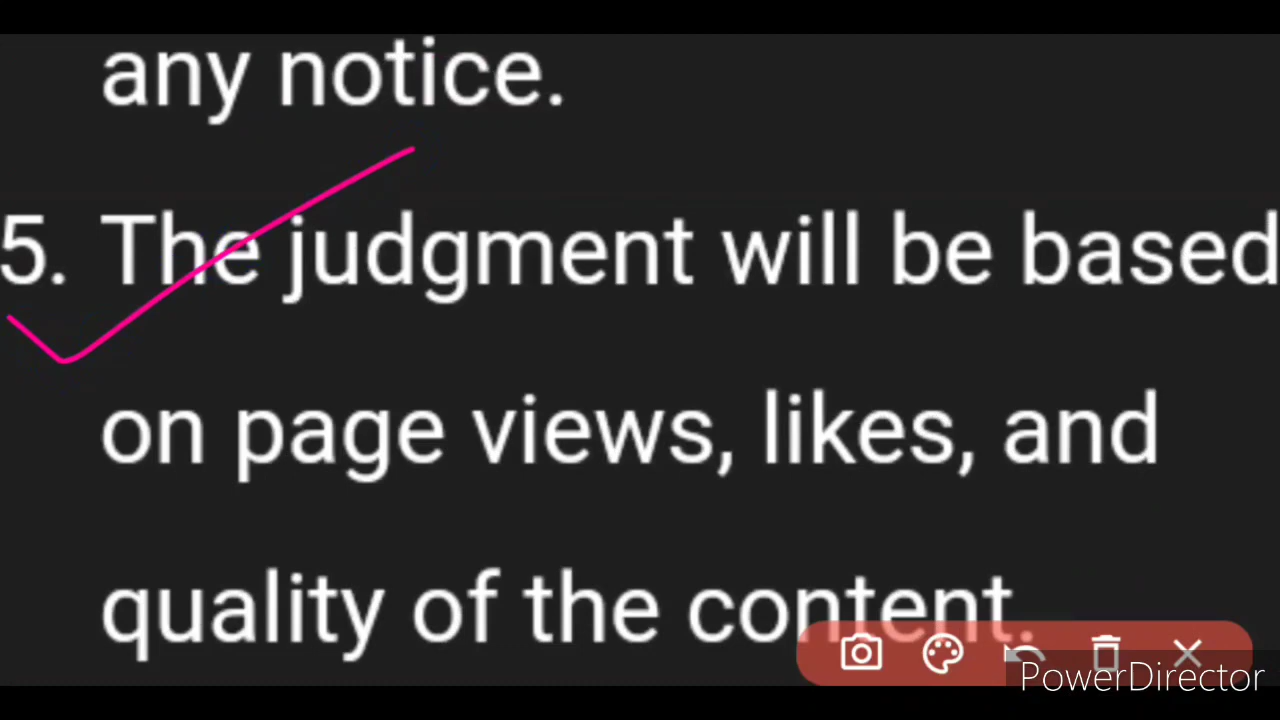 any notice.
5. The judgment will be based
on page views, likes, and
quality of the content.
PowerDirector